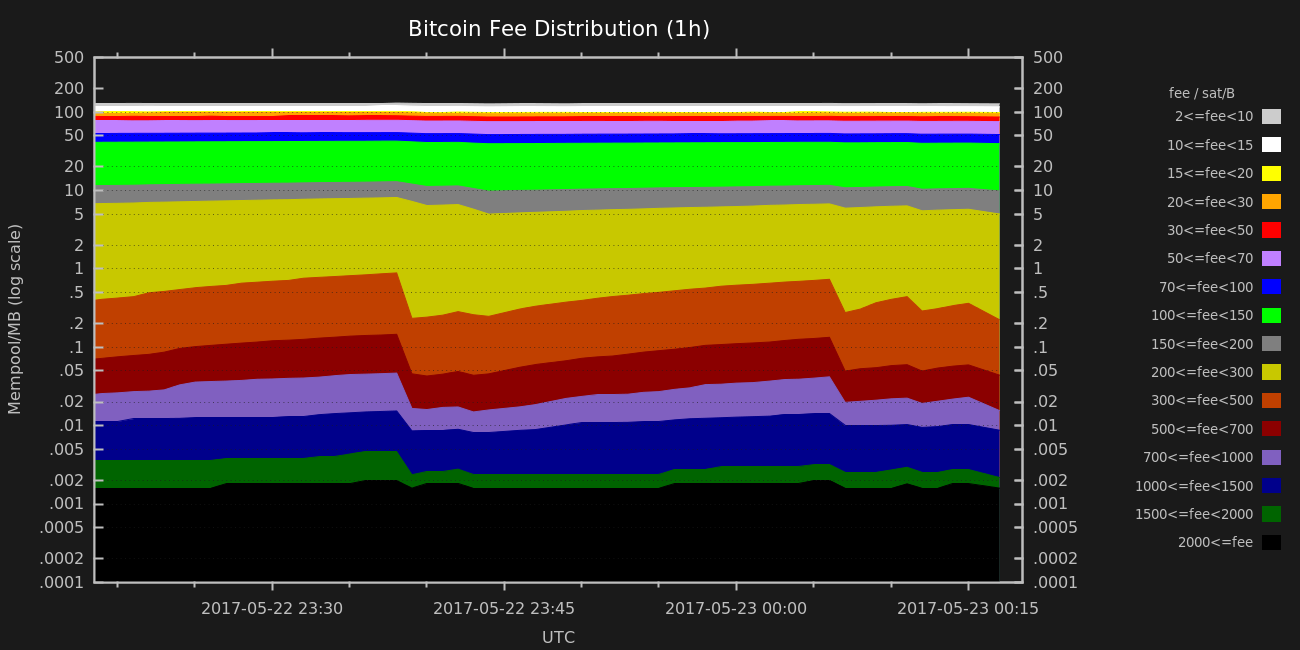 Bitcoin Fee Distribution (1h)
Mempool/MB (log scale)
500
200
100
50
20
10
5
2
1
.5
.2
.1
.05
.02
.01
.005
.002
.001
.0005
.0002
.0001
500
200
100
50
20
10
5
2
1
.5
.2
.1
.05
.02
.01
.005
.002
.001
.0005
.0002
.0001
2017-05-22 23:30
2017-05-22 23:45
2017-05-23 00:00
2017-05-23 00:15
UTC
fee / sat/B
2<=fee<10
10<=fee<15
15<=fee<20
20<=fee<30
30<=fee<50
50<=fee<70
70<=fee<100
100<=fee<150
150<=fee<200
200<=fee<300
300<=fee<500
500<=fee<700
700<=fee<1000
1000<=fee<1500
1500<=fee<2000
2000<=fee